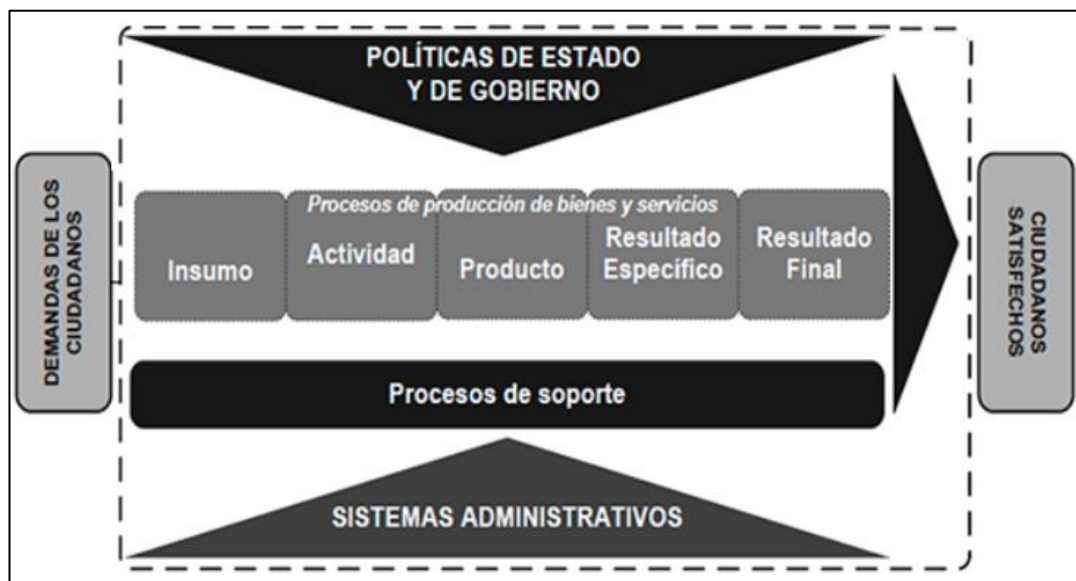 POLÍTICAS DE ESTADO
Y DE GOBIERNO
DEMANDAS DE LOS
CIUDADANOS
Procesos de producción de bienes y servicios
Insumo
Actividad
Producto
Resultado
Específico
Resultado
Final
Procesos de soporte
SISTEMAS ADMINISTRATIVOS
CIUDADANOS
SATISFECHOS